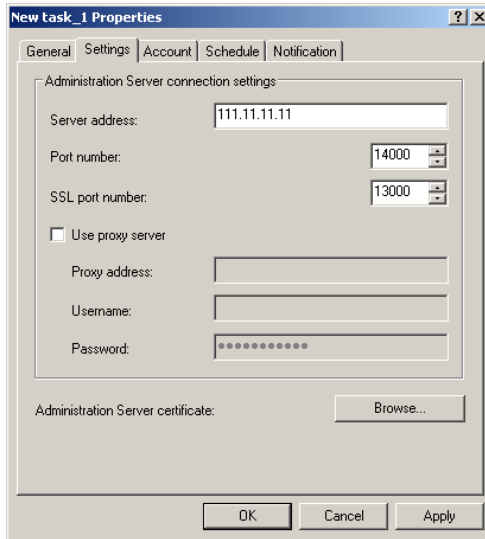 New task_1 Properties
General Settings Account Schedule Notification
Administration Server connection settings
Server address: 111.11.11.11
Port number: 14000
SSL port number: 13000
Use proxy server
Proxy address:
Username:
Password: •••••••••••
Administration Server certificate: Browse...
OK Cancel Apply